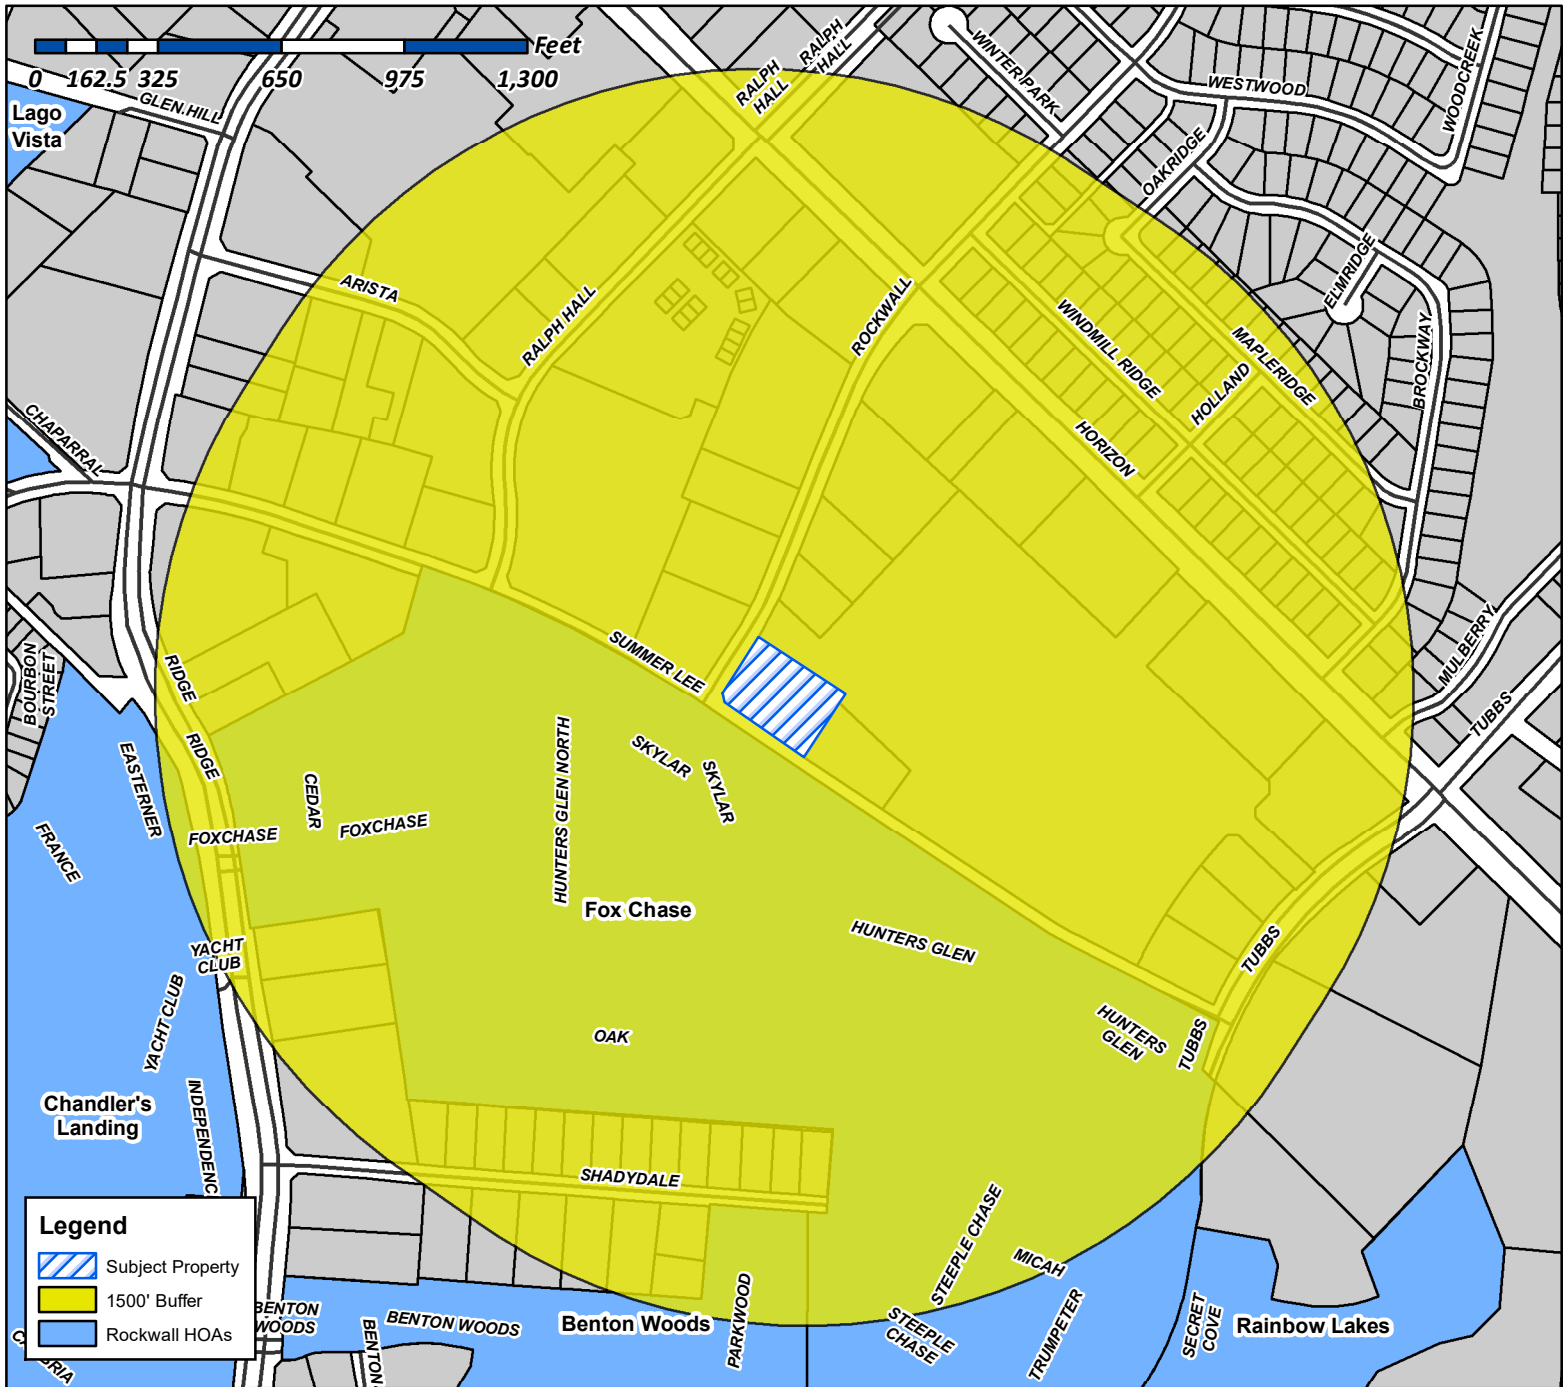 Feet
0 162.5 325 650 975 1,300
RALPH
HALL
RALPH
HALL
WINTER PARK
WESTWOOD
WOODCREEK
GLEN HILL
Lago
Vista
OAKRIDGE
ELMRIDGE
ARISTA
RALPH HALL
ROCKWALL
WINDMILL RIDGE
MAPLERIDGE
HOLLAND
BROCKWAY
CHAPARRAL
HORIZON
BOURBON
STREET
RIDGE
SUMMER LEE
MULBERRY
TUBBS
RIDGE
EASTERNER
CEDAR
HUNTERS GLEN NORTH
SKYLAR
SKYLAR
FOXCHASE
FOXCHASE
FRANCE
Fox Chase
HUNTERS GLEN
TUBBS
YACHT
CLUB
YACHT CLUB
OAK
HUNTERS
GLEN
TUBBS
Chandler's
Landing
INDEPENDENC
SHADYDALE
STEEPLE CHASE
MICAH
Legend
Subject Property
1500' Buffer
Rockwall HOAs
BENTON
WOODS
BENTON WOODS
BENTON
Benton Woods
PARKWOOD
STEEPLE
CHASE
TRUMPETER
SECRET
COVE
Rainbow Lakes